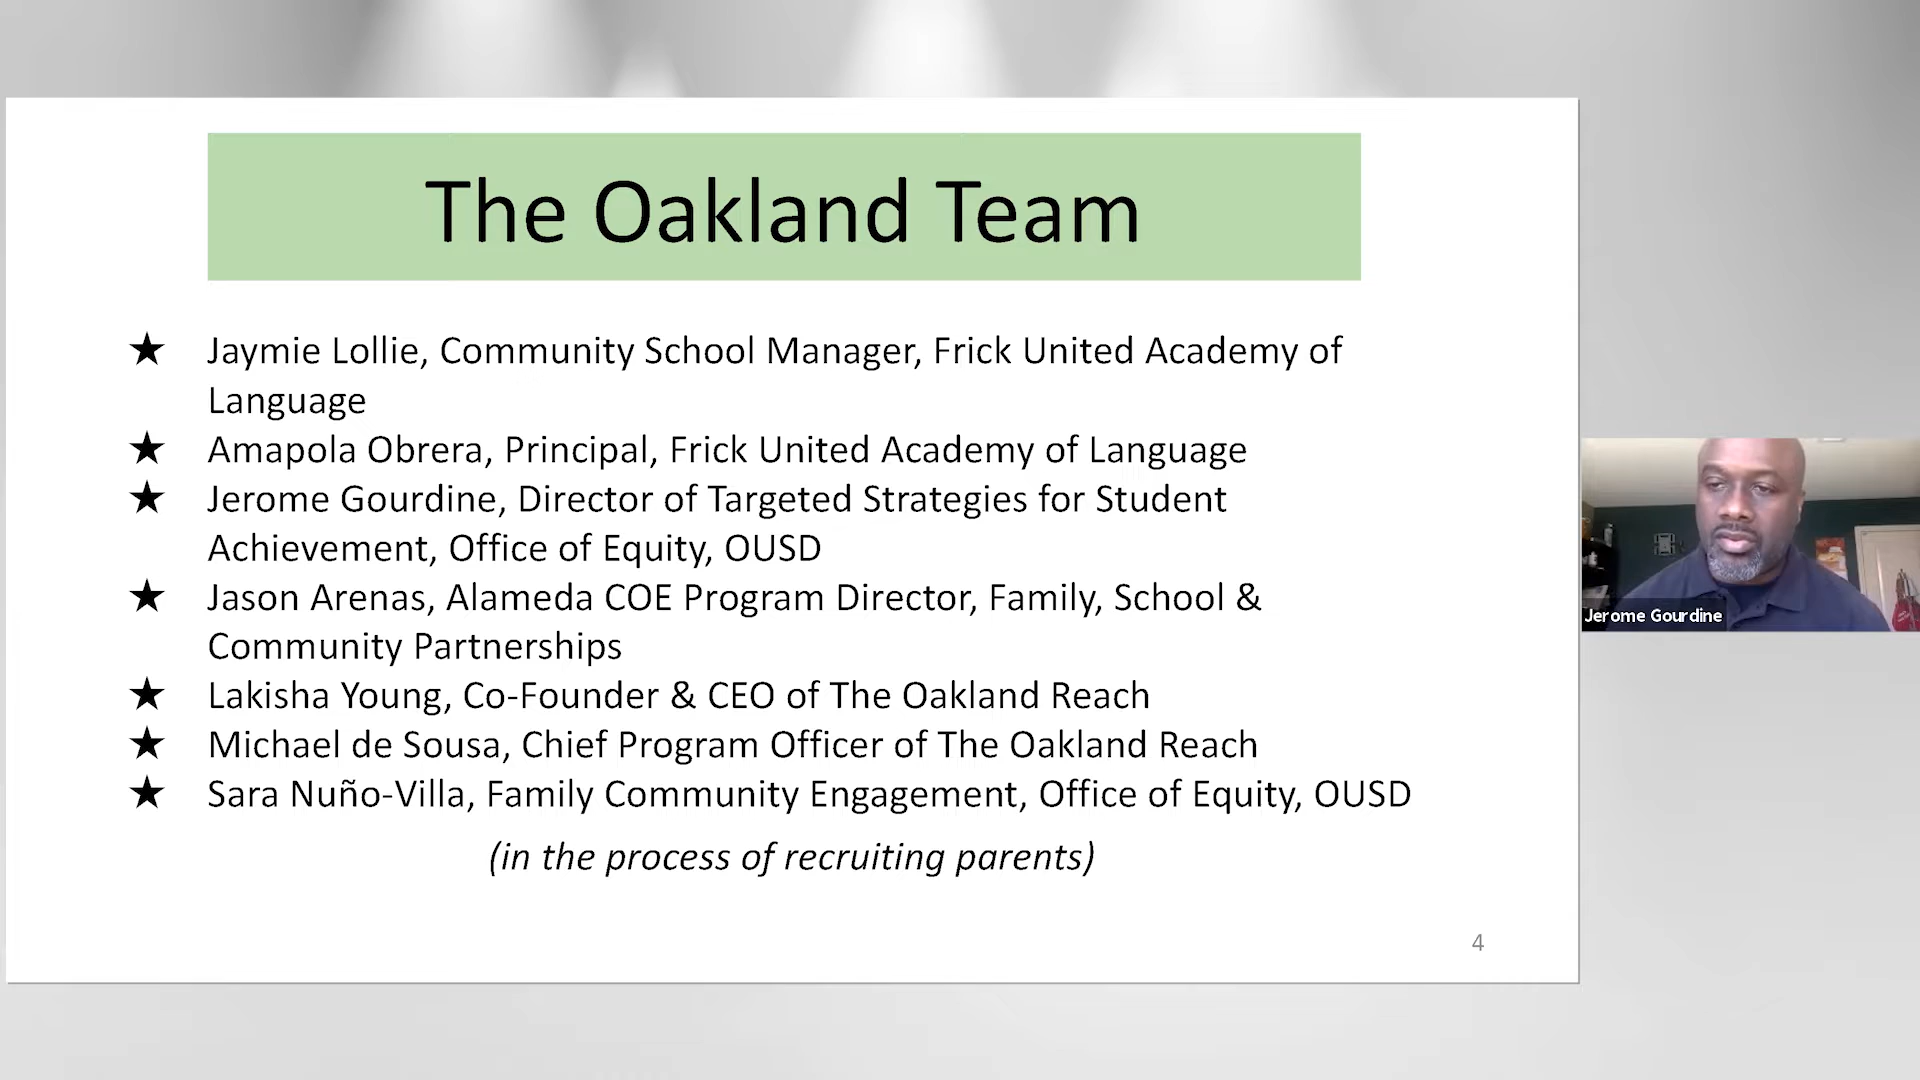 The Oakland Team
★ Jaymie Lollie, Community School Manager, Frick United Academy of
Language
★ Amapola Obrera, Principal, Frick United Academy of Language
★ Jerome Gourdine, Director of Targeted Strategies for Student
Achievement, Office of Equity, OUSD
★ Jason Arenas, Alameda COE Program Director, Family, School &
Community Partnerships
★ Lakisha Young, Co-Founder & CEO of The Oakland Reach
★ Michael de Sousa, Chief Program Officer of The Oakland Reach
★ Sara Nuño-Villa, Family Community Engagement, Office of Equity, OUSD
(in the process of recruiting parents)
4
Jerome Gourdine